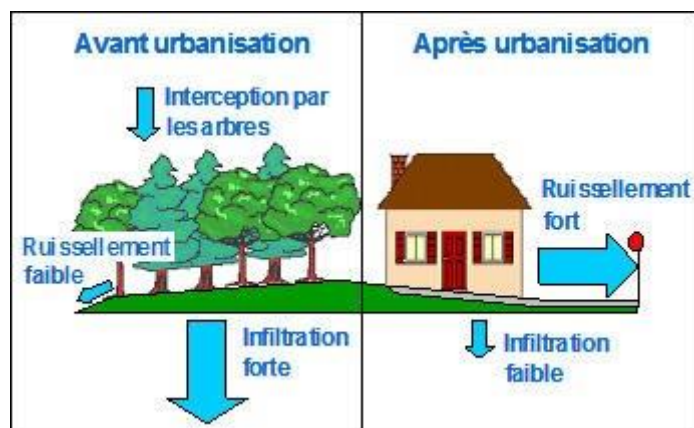 Avant urbanisation
Interception par
les arbres
Ruissellement
faible
Infiltration
forte
Après urbanisation
Ruissellement
fort
Infiltration
faible